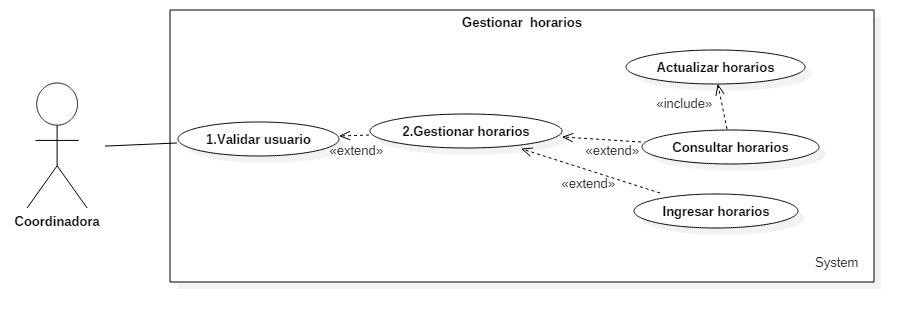 Gestionar horarios
Actualizar horarios
«include»
1.Validar usuario
2.Gestionar horarios
«extend»
«extend»
Consultar horarios
«extend»
Ingresar horarios
Coordinadora
System